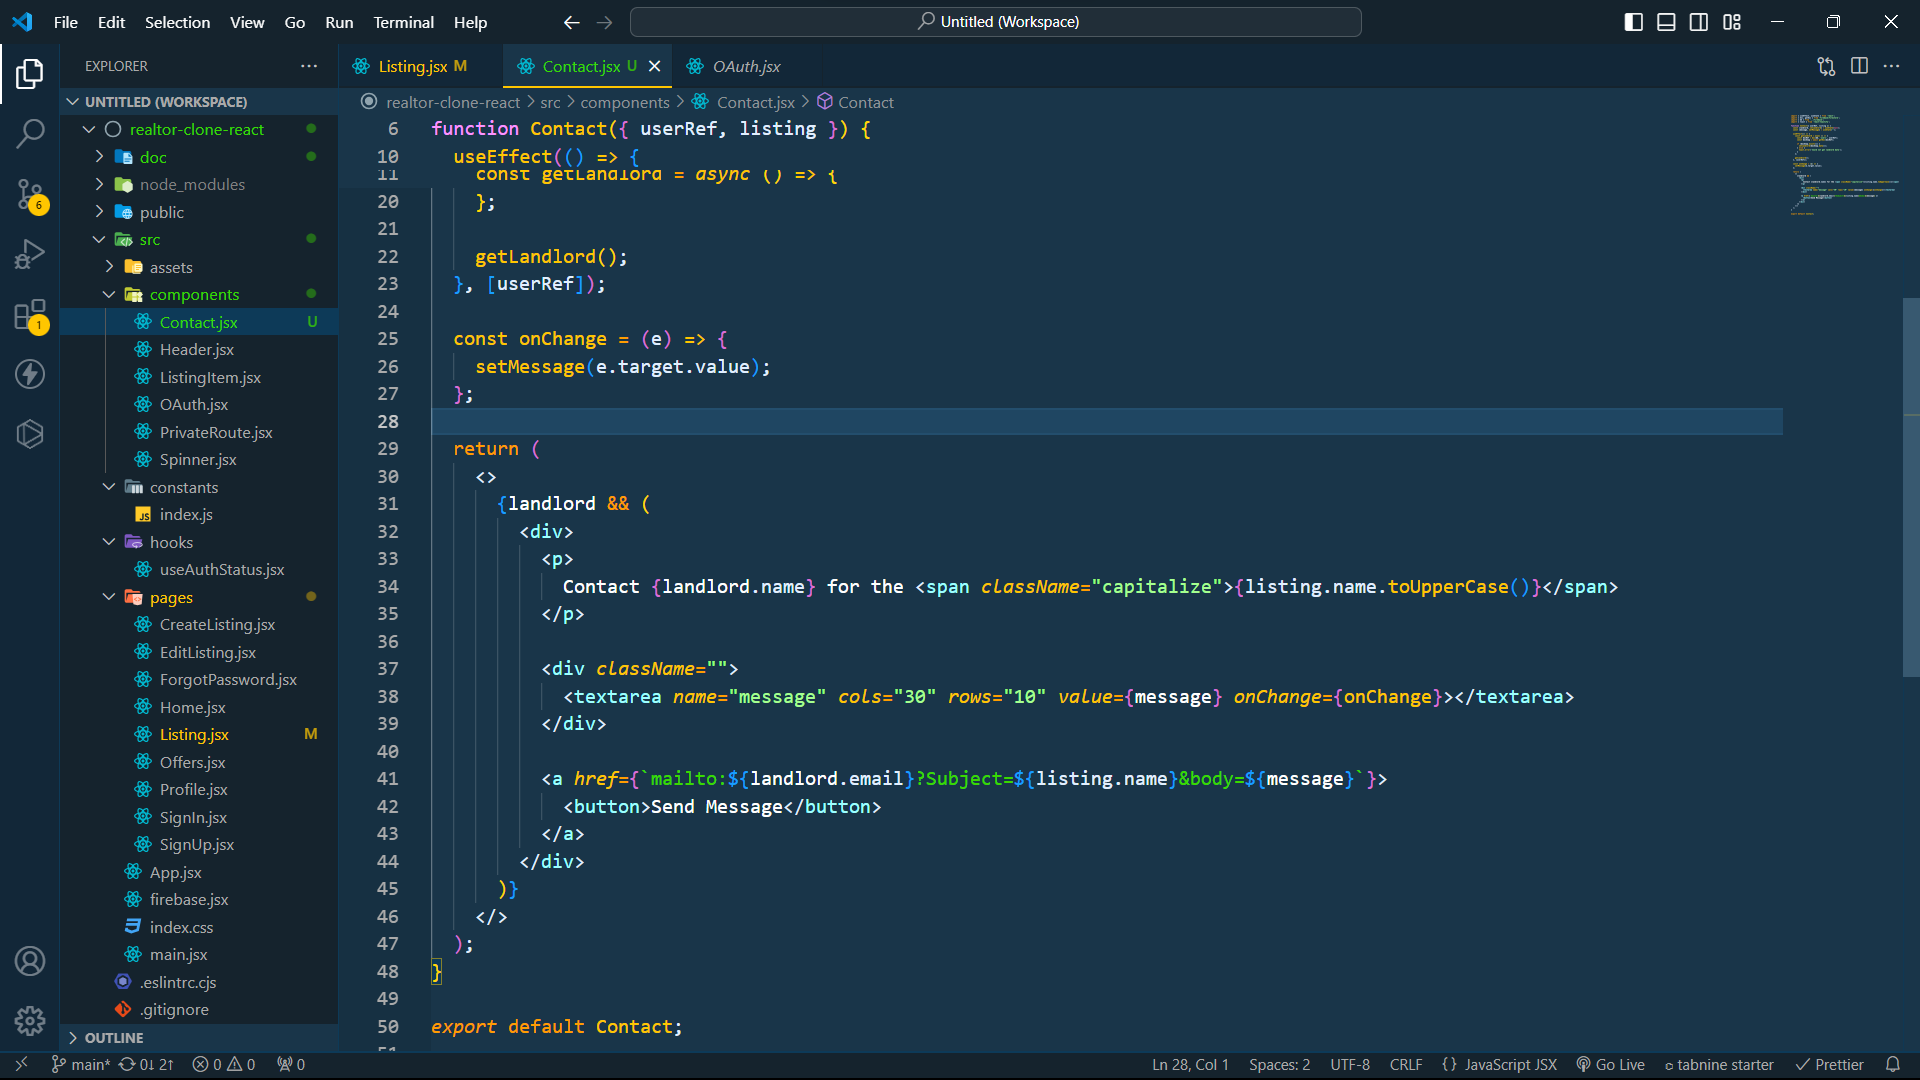 File Edit Selection View Go Run Terminal Help
Untitled (Workspace)
EXPLORER
Listing.jsx M
Contact.jsx U
OAuth.jsx
UNTITLED (WORKSPACE)
realtor-clone-react
doc
node_modules
public
src
assets
components
Contact.jsx U
Header.jsx
ListingItem.jsx
OAuth.jsx
PrivateRoute.jsx
Spinner.jsx
constants
JS index.js
hooks
useAuthStatus.jsx
pages
CreateListing.jsx
EditListing.jsx
ForgotPassword.jsx
Home.jsx
Listing.jsx M
Offers.jsx
Profile.jsx
SignIn.jsx
SignUp.jsx
App.jsx
firebase.jsx
index.css
main.jsx
.eslintrc.cjs
.gitignore
OUTLINE
6
1
realtor-clone-react > src > components > Contact.jsx > Contact
6 function Contact({ userRef, listing }) {
10 useEffect(() => {
11 const getLandlord = async () => {
20 };
21
22 getLandlord();
23 }, [userRef]);
24
25 const onChange = (e) => {
26 setMessage(e.target.value);
27 };
28
29 return (
30 <>
31 {landlord && (
32 <div>
33 <p>
34 Contact {landlord.name} for the <span className="capitalize">{listing.name.toUpperCase()}</span>
35 </p>
36
37 <div className="">
38 <textarea name="message" cols="30" rows="10" value={message} onChange={onChange}></textarea>
39 </div>
40
41 <a href={`mailto:${landlord.email}?Subject=${listing.name}&body=${message}`}>
42 <button>Send Message</button>
43 </a>
44 </div>
45 )}
46 </>
47 );
48 }
49
50 export default Contact;
51
main* 0↓ 2↑ 0 0 0
Ln 28, Col 1 Spaces: 2 UTF-8 CRLF {} JavaScript JSX Go Live tabnine starter Prettier